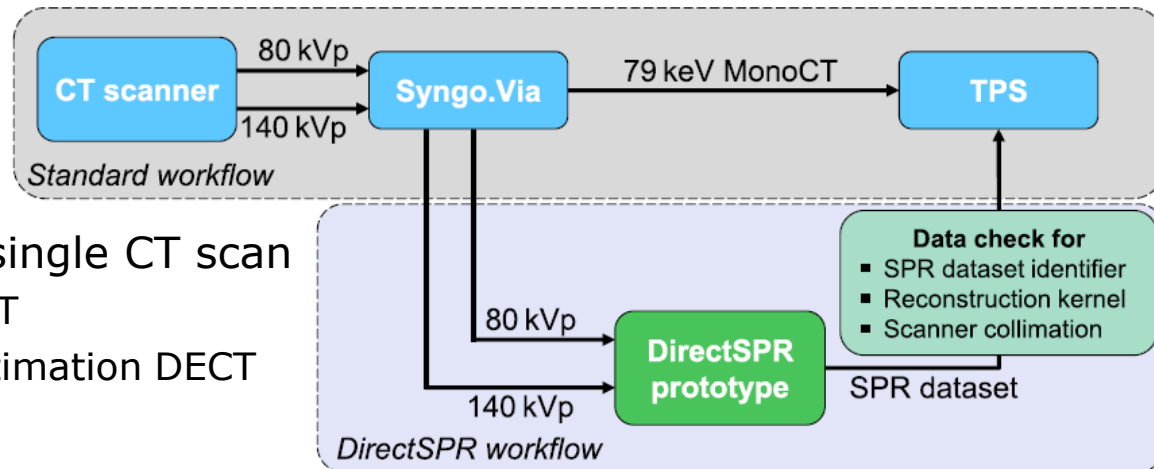 80 kVp
CT scanner
140 kVp
Syngo.Via
79 keV MonoCT
TPS
Standard workflow
single CT scan
T
timation DECT
80 kVp
140 kVp
DirectSPR
prototype
Data check for
▪ SPR dataset identifier
▪ Reconstruction kernel
▪ Scanner collimation
SPR dataset
DirectSPR workflow